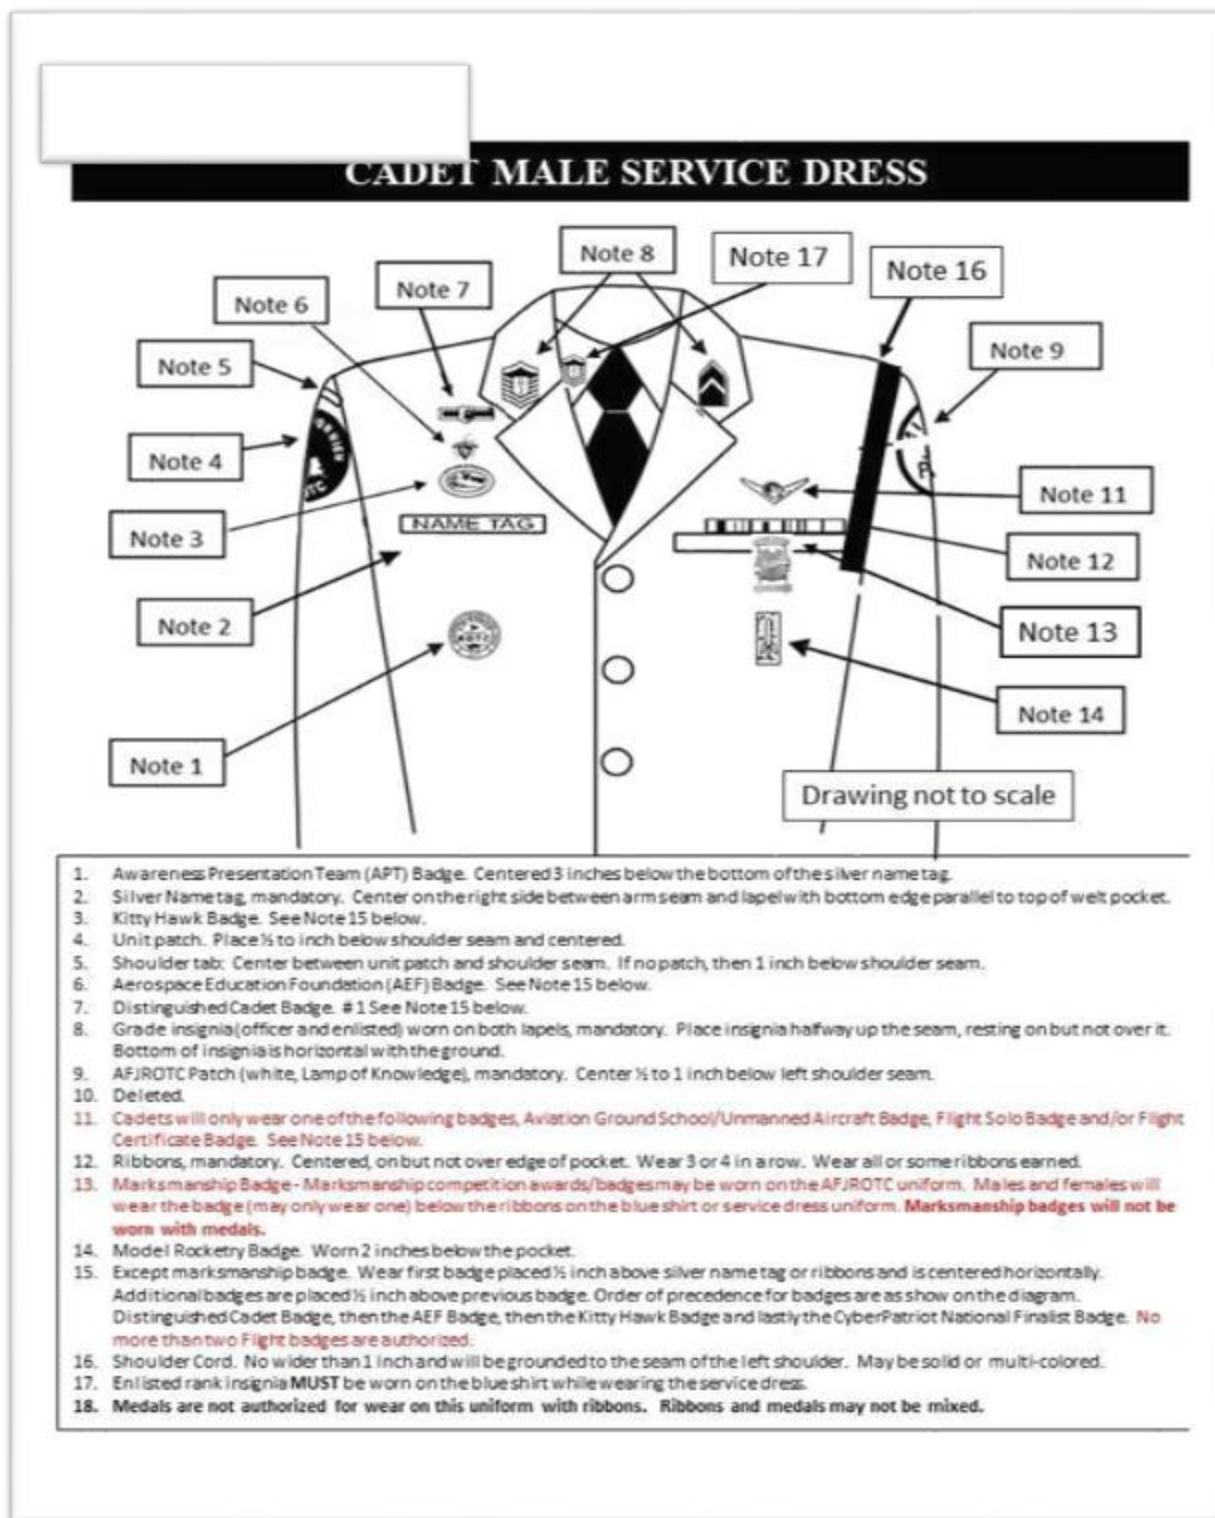 CADET MALE SERVICE DRESS
Note 8
Note 17
Note 16
Note 7
Note 6
Note 9
Note 5
Note 4
Note 11
NAME TAG
Note 3
Note 12
Note 2
Note 13
Note 14
Note 1
Drawing not to scale
1. Awareness Presentation Team (APT) Badge. Centered 3 inches below the bottom of the silver name tag.
2. Silver Name tag, mandatory. Center on the right side between arm seam and lapel with bottom edge parallel to top of welt pocket.
3. Kitty Hawk Badge. See Note 15 below.
4. Unit patch. Place ½ to inch below shoulder seam and centered.
5. Shoulder tab: Center between unit patch and shoulder seam. If no patch, then 1 inch below shoulder seam.
6. Aerospace Education Foundation (AEF) Badge. See Note 15 below.
7. Distinguished Cadet Badge. # 1 See Note 15 below.
8. Grade insignia (officer and enlisted) worn on both lapels, mandatory. Place insignia halfway up the seam, resting on but not over it.
Bottom of insignia is horizontal with the ground.
9. AFJROTC Patch (white, Lamp of Knowledge), mandatory. Center ½ to 1 inch below left shoulder seam.
10. Deleted.
11. Cadets will only wear one of the following badges, Aviation Ground School/Unmanned Aircraft Badge, Flight Solo Badge and/or Flight
Certificate Badge. See Note 15 below.
12. Ribbons, mandatory. Centered, on but not over edge of pocket. Wear 3 or 4 in a row. Wear all or some ribbons earned.
13. Marksmanship Badge - Marksmanship competition awards/badges may be worn on the AFJROTC uniform. Males and females will
wear the badge (may only wear one) below the ribbons on the blue shirt or service dress uniform. Marksmanship badges will not be
worn with medals.
14. Model Rocketry Badge. Worn 2 inches below the pocket.
15. Except marksmanship badge. Wear first badge placed ½ inch above silver name tag or ribbons and is centered horizontally.
Additional badges are placed ½ inch above previous badge. Order of precedence for badges are as show on the diagram.
Distinguished Cadet Badge, then the AEF Badge, then the Kitty Hawk Badge and lastly the CyberPatriot National Finalist Badge. No
more than two Flight badges are authorized.
16. Shoulder Cord. No wider than 1 inch and will be grounded to the seam of the left shoulder. May be solid or multi-colored.
17. Enlisted rank insignia MUST be worn on the blue shirt while wearing the service dress.
18. Medals are not authorized for wear on this uniform with ribbons. Ribbons and medals may not be mixed.